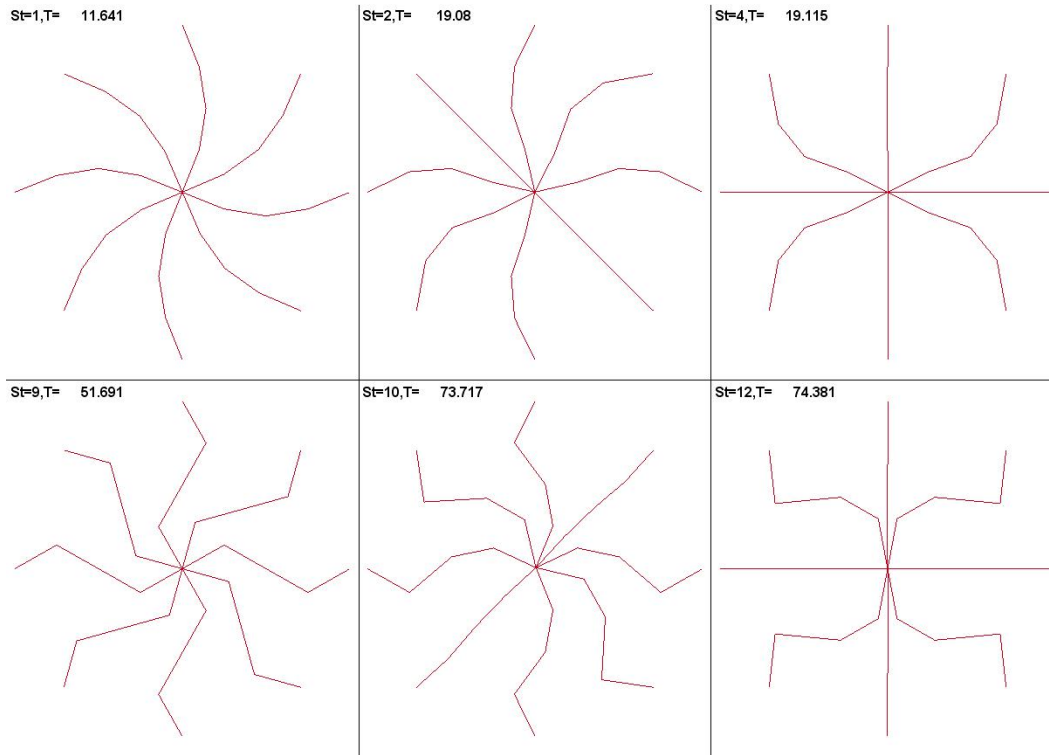 St=1,T= 11.641
St=2,T= 19.08
St=4,T= 19.115
St=9,T= 51.691
St=10,T= 73.717
St=12,T= 74.381